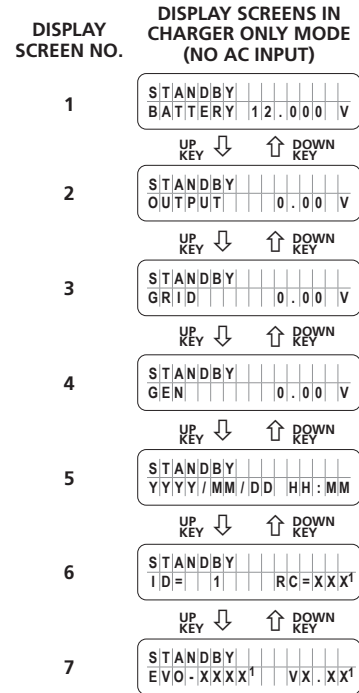 DISPLAY SCREEN NO.
DISPLAY SCREENS IN CHARGER ONLY MODE (NO AC INPUT)
1
STANDBY
BATTERY 12.000 V
UP KEY DOWN KEY
2
STANDBY
OUTPUT 0.00 V
UP KEY DOWN KEY
3
STANDBY
GRID 0.00 V
UP KEY DOWN KEY
4
STANDBY
GEN 0.00 V
UP KEY DOWN KEY
5
STANDBY
YYYY/MM/DD HH:MM
UP KEY DOWN KEY
6
STANDBY
ID= 1 RC=XXX¹
UP KEY DOWN KEY
7
STANDBY
EVO-XXXX¹ VX.XX¹